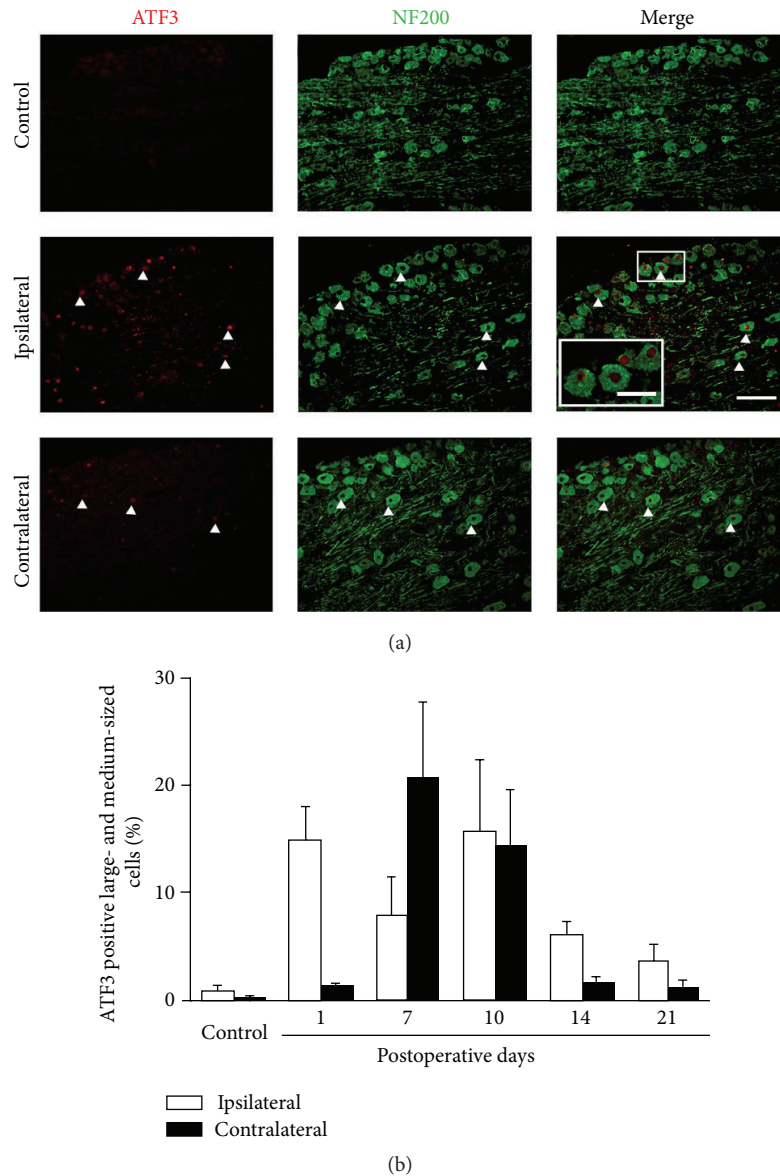 ATF3
NF200
Merge
Control
Ipsilateral
Contralateral
(a)
ATF3 positive large- and medium-sized
cells (%)
30
20
10
0
Control
1
7
10
14
21
Postoperative days
Ipsilateral
Contralateral
(b)